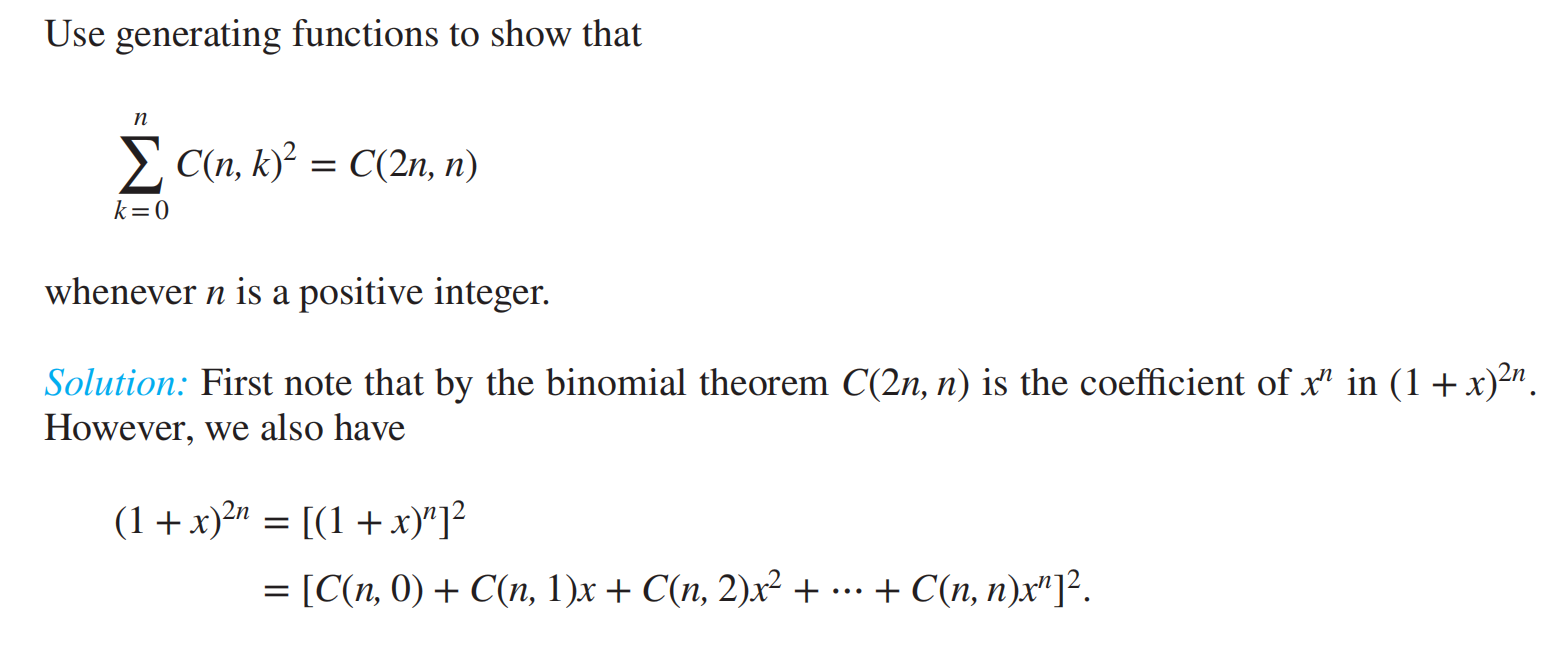 Use generating functions to show that
n
∑ C(n, k)² = C(2n, n)
k=0
whenever n is a positive integer.
Solution: First note that by the binomial theorem C(2n, n) is the coefficient of xⁿ in (1 + x)²ⁿ.
However, we also have
(1 + x)²ⁿ = [(1 + x)ⁿ]²
= [C(n, 0) + C(n, 1)x + C(n, 2)x² + ⋯ + C(n, n)xⁿ]².